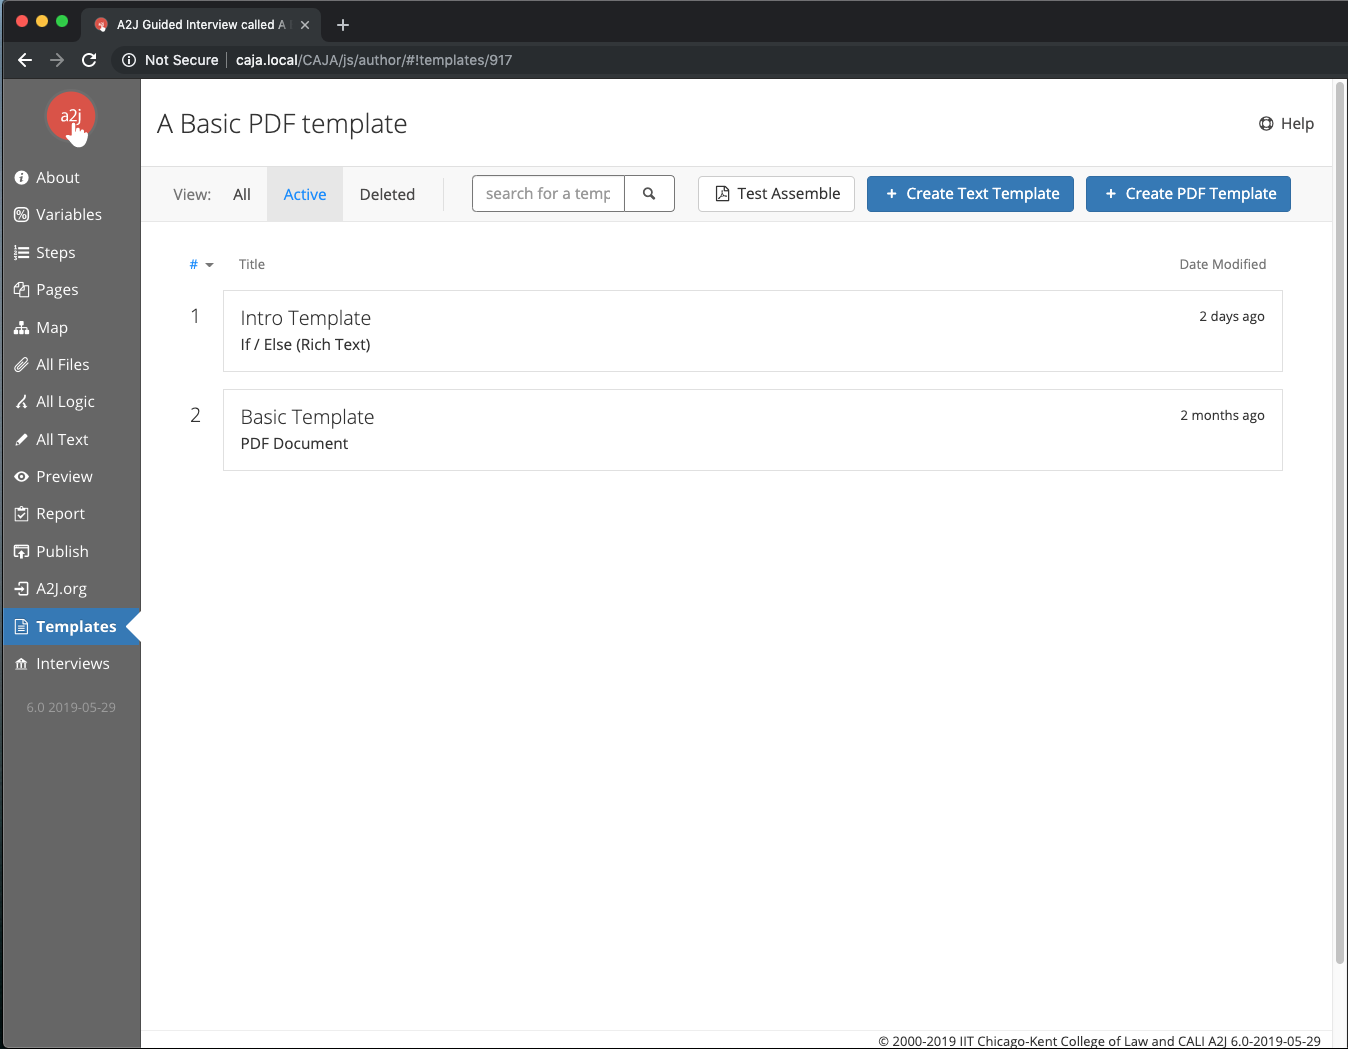 A2J Guided Interview called A
Not Secure | caja.local/CAJA/js/author/#!templates/917
a2j
A Basic PDF template
Help
About
Variables
Steps
Pages
Map
All Files
All Logic
All Text
Preview
Report
Publish
A2J.org
Templates
Interviews
6.0 2019-05-29
View: All Active Deleted
search for a temp
Test Assemble
+ Create Text Template
+ Create PDF Template
# Title Date Modified
1 Intro Template 2 days ago
If / Else (Rich Text)
2 Basic Template 2 months ago
PDF Document
© 2000-2019 IIT Chicago-Kent College of Law and CALI A2J 6.0-2019-05-29